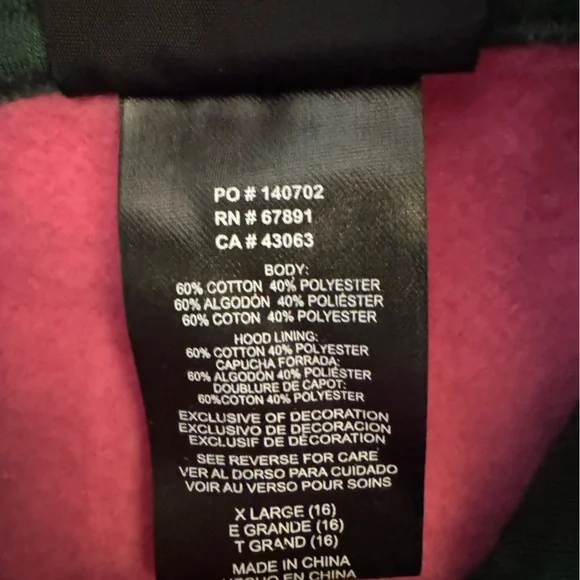 PO # 140702
RN # 67891
CA # 43063
BODY:
60% COTTON 40% POLYESTER
60% ALGODÓN 40% POLIÉSTER
60% COTON 40% POLYESTER
HOOD LINING:
60% COTTON 40% POLYESTER
CAPUCHA FORRADA:
60% ALGODÓN 40% POLIÉSTER
DOUBLURE DE CAPOT:
60%COTON 40% POLYESTER
EXCLUSIVE OF DECORATION
EXCLUSIVO DE DECORACION
EXCLUSIF DE DÉCORATION
SEE REVERSE FOR CARE
VER AL DORSO PARA CUIDADO
VOIR AU VERSO POUR SOINS
X LARGE (16)
E GRANDE (16)
T GRAND (16)
MADE IN CHINA
HECHO EN CHINA